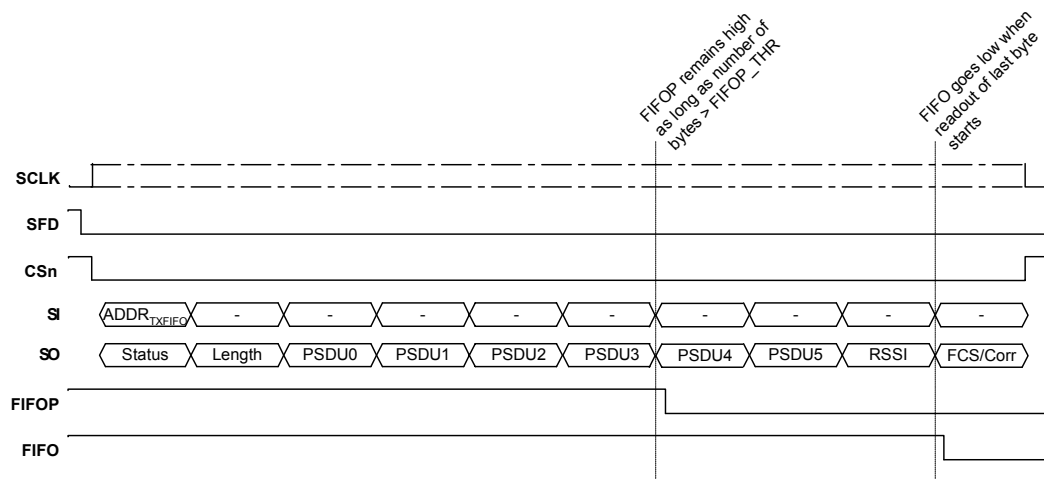 FIFOP remains high
as long as number of
bytes > FIFOP_THR
FIFO goes low when
readout of last byte
starts
SCLK
SFD
CSn
SI ADDRTXFIFO - - - - - - - - -
SO Status Length PSDU0 PSDU1 PSDU2 PSDU3 PSDU4 PSDU5 RSSI FCS/Corr
FIFOP
FIFO